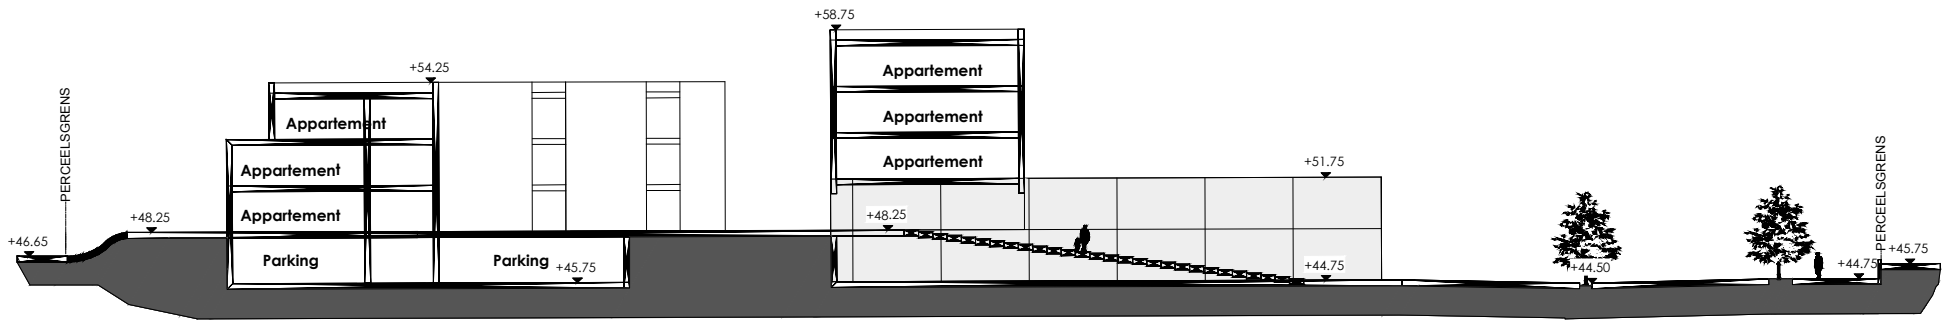 +58.75
+54.25
Appartement
PERCEELSGRENS
Appartement
Appartement
PERCEELSGRENS
Appartement
+51.75
Appartement
Appartement
+48.25
Appartement
+48.25
+46.65
+45.75
Parking
Parking
+45.75
+44.75
+44.50
+44.75